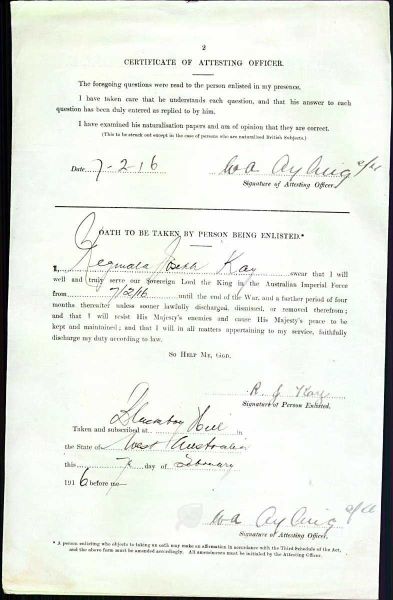 2
CERTIFICATE OF ATTESTING OFFICER.
The foregoing questions were read to the person enlisted in my presence.
I have taken care that he understands each question, and that his answer to each
question has been duly entered as replied to by him.
I have examined his naturalisation papers and am of opinion that they are correct.
(This to be struck out except in the case of persons who are naturalised British Subjects.)
Date 7-2-16
Signature of Attesting Officer.
OATH TO BE TAKEN BY PERSON BEING ENLISTED.*
I, Reginald Joseph Kay swear that I will
well and truly serve our Sovereign Lord the King in the Australian Imperial Force
from 7/2/16 until the end of the War, and a further period of four
months thereafter unless sooner lawfully discharged, dismissed, or removed therefrom;
and that I will resist His Majesty's enemies and cause His Majesty's peace to be
kept and maintained; and that I will in all matters appertaining to my service, faithfully
discharge my duty according to law.
SO HELP ME, GOD.
R J Kay
Signature of Person Enlisted.
Taken and subscribed at Blackboy Hill in
the State of West Australia
this 7 day of February
1916 before me—
Signature of Attesting Officer.
* A person enlisting who objects to taking an oath may make an affirmation in accordance with the Third Schedule of the Act,
and the above form must be amended accordingly. All amendments must be initialled by the Attesting Officer.